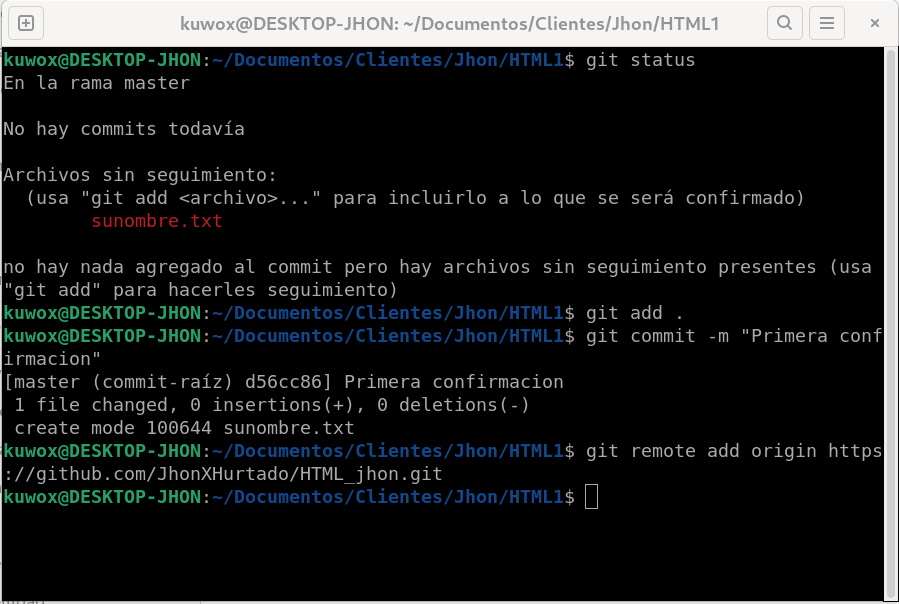 kuwox@DESKTOP-JHON: ~/Documentos/Clientes/Jhon/HTML1
kuwox@DESKTOP-JHON:~/Documentos/Clientes/Jhon/HTML1$ git status
En la rama master
No hay commits todavía
Archivos sin seguimiento:
  (usa "git add <archivo>..." para incluirlo a lo que se será confirmado)
        sunombre.txt
no hay nada agregado al commit pero hay archivos sin seguimiento presentes (usa
"git add" para hacerles seguimiento)
kuwox@DESKTOP-JHON:~/Documentos/Clientes/Jhon/HTML1$ git add .
kuwox@DESKTOP-JHON:~/Documentos/Clientes/Jhon/HTML1$ git commit -m "Primera conf
irmacion"
[master (commit-raíz) d56cc86] Primera confirmacion
 1 file changed, 0 insertions(+), 0 deletions(-)
 create mode 100644 sunombre.txt
kuwox@DESKTOP-JHON:~/Documentos/Clientes/Jhon/HTML1$ git remote add origin https
://github.com/JhonXHurtado/HTML_jhon.git
kuwox@DESKTOP-JHON:~/Documentos/Clientes/Jhon/HTML1$